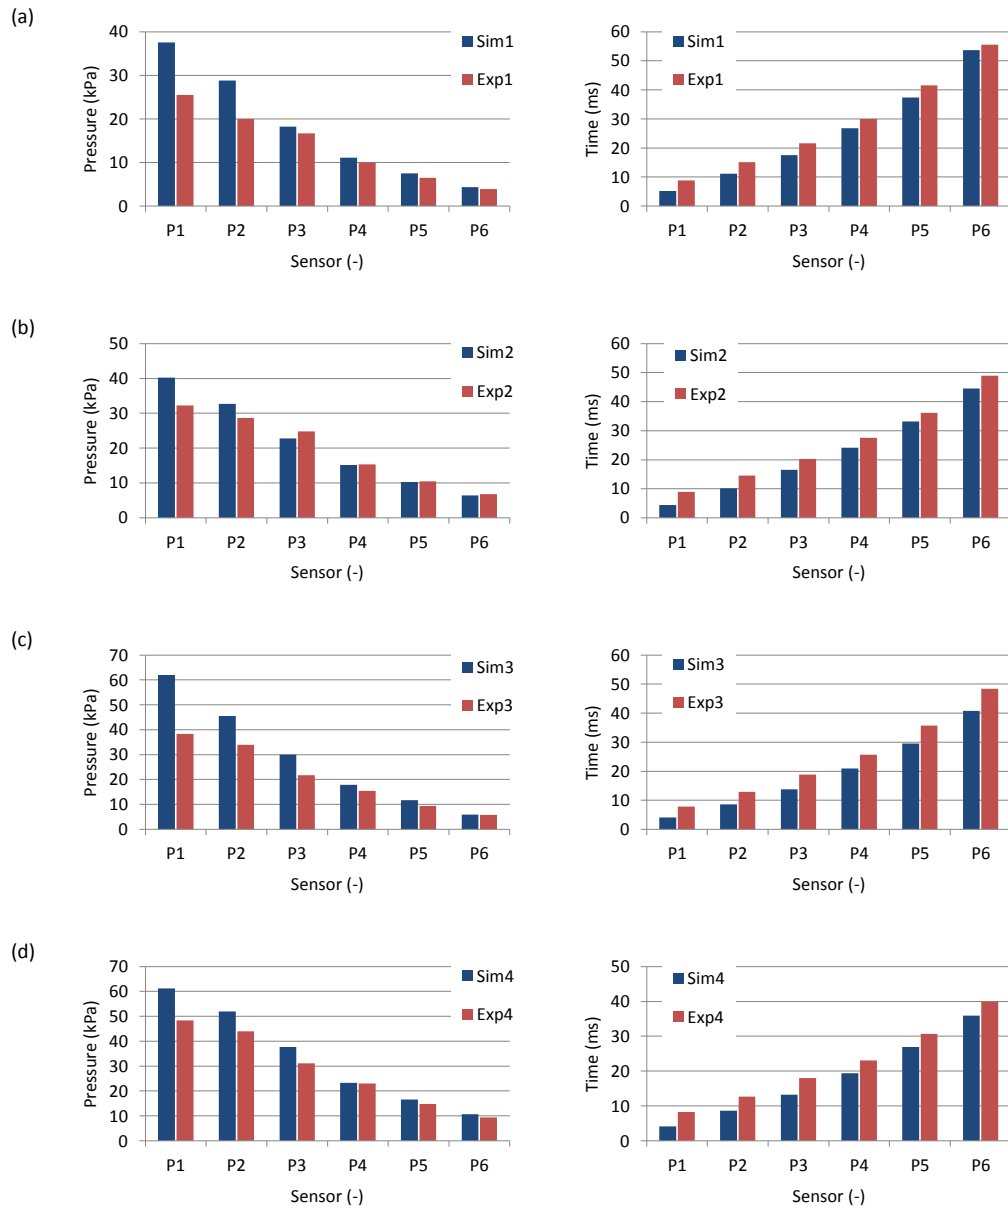 (a)
40
30
20
10
0
Pressure (kPa)
Sim1
Exp1
P1 P2 P3 P4 P5 P6
Sensor (-)
60
50
40
30
20
10
0
Time (ms)
Sim1
Exp1
P1 P2 P3 P4 P5 P6
Sensor (-)
(b)
50
40
30
20
10
0
Pressure (kPa)
Sim2
Exp2
P1 P2 P3 P4 P5 P6
Sensor (-)
60
50
40
30
20
10
0
Time (ms)
Sim2
Exp2
P1 P2 P3 P4 P5 P6
Sensor (-)
(c)
70
60
50
40
30
20
10
0
Pressure (kPa)
Sim3
Exp3
P1 P2 P3 P4 P5 P6
Sensor (-)
60
50
40
30
20
10
0
Time (ms)
Sim3
Exp3
P1 P2 P3 P4 P5 P6
Sensor (-)
(d)
70
60
50
40
30
20
10
0
Pressure (kPa)
Sim4
Exp4
P1 P2 P3 P4 P5 P6
Sensor (-)
50
40
30
20
10
0
Time (ms)
Sim4
Exp4
P1 P2 P3 P4 P5 P6
Sensor (-)